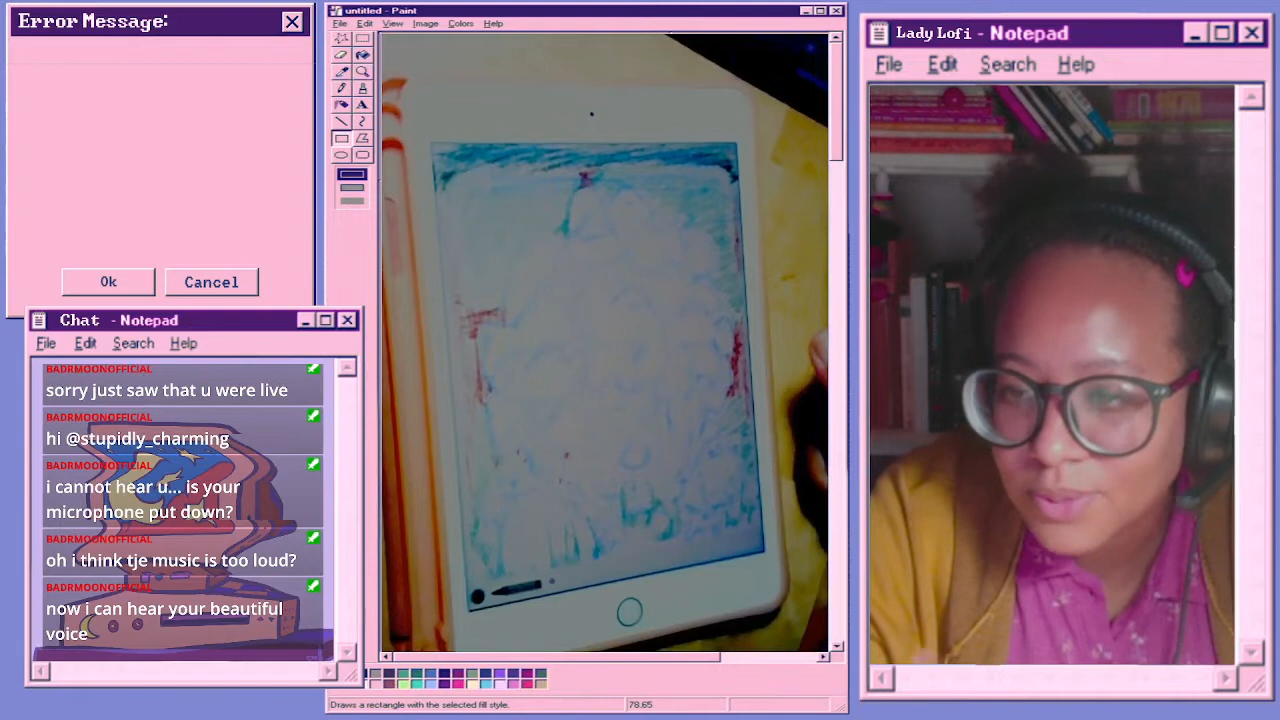 Error Message:
Ok
Cancel
Chat - Notepad
File Edit Search Help
BADRMOONOFFICIAL
sorry just saw that u were live
BADRMOONOFFICIAL
hi @stupidly_charming
BADRMOONOFFICIAL
i cannot hear u... is your
microphone put down?
BADRMOONOFFICIAL
oh i think tje music is too loud?
BADRMOONOFFICIAL
now i can hear your beautiful
voice
untitled - Paint
File Edit View Image Colors Help
A
Draws a rectangle with the selected fill style.
78.65
Lady Lofi - Notepad
File Edit Search Help